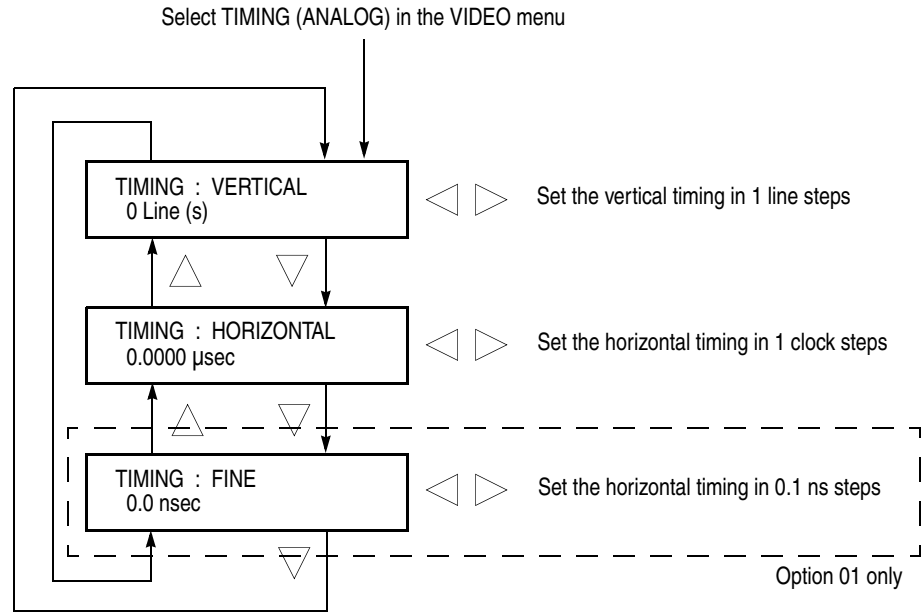 Select TIMING (ANALOG) in the VIDEO menu
TIMING : VERTICAL
0 Line (s)
Set the vertical timing in 1 line steps
TIMING : HORIZONTAL
0.0000 µsec
Set the horizontal timing in 1 clock steps
TIMING : FINE
0.0 nsec
Set the horizontal timing in 0.1 ns steps
Option 01 only